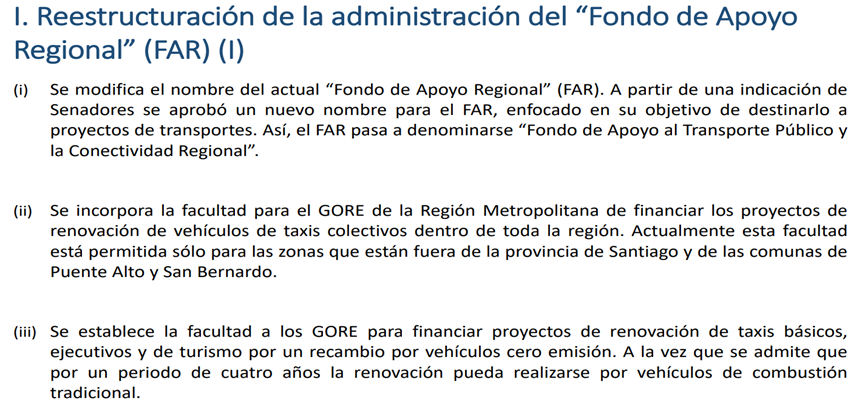 I. Reestructuración de la administración del “Fondo de Apoyo
Regional” (FAR) (I)
(i) Se modifica el nombre del actual “Fondo de Apoyo Regional” (FAR). A partir de una indicación de
Senadores se aprobó un nuevo nombre para el FAR, enfocado en su objetivo de destinarlo a
proyectos de transportes. Así, el FAR pasa a denominarse “Fondo de Apoyo al Transporte Público y
la Conectividad Regional”.
(ii) Se incorpora la facultad para el GORE de la Región Metropolitana de financiar los proyectos de
renovación de vehículos de taxis colectivos dentro de toda la región. Actualmente esta facultad
está permitida sólo para las zonas que están fuera de la provincia de Santiago y de las comunas de
Puente Alto y San Bernardo.
(iii) Se establece la facultad a los GORE para financiar proyectos de renovación de taxis básicos,
ejecutivos y de turismo por un recambio por vehículos cero emisión. A la vez que se admite que
por un periodo de cuatro años la renovación pueda realizarse por vehículos de combustión
tradicional.